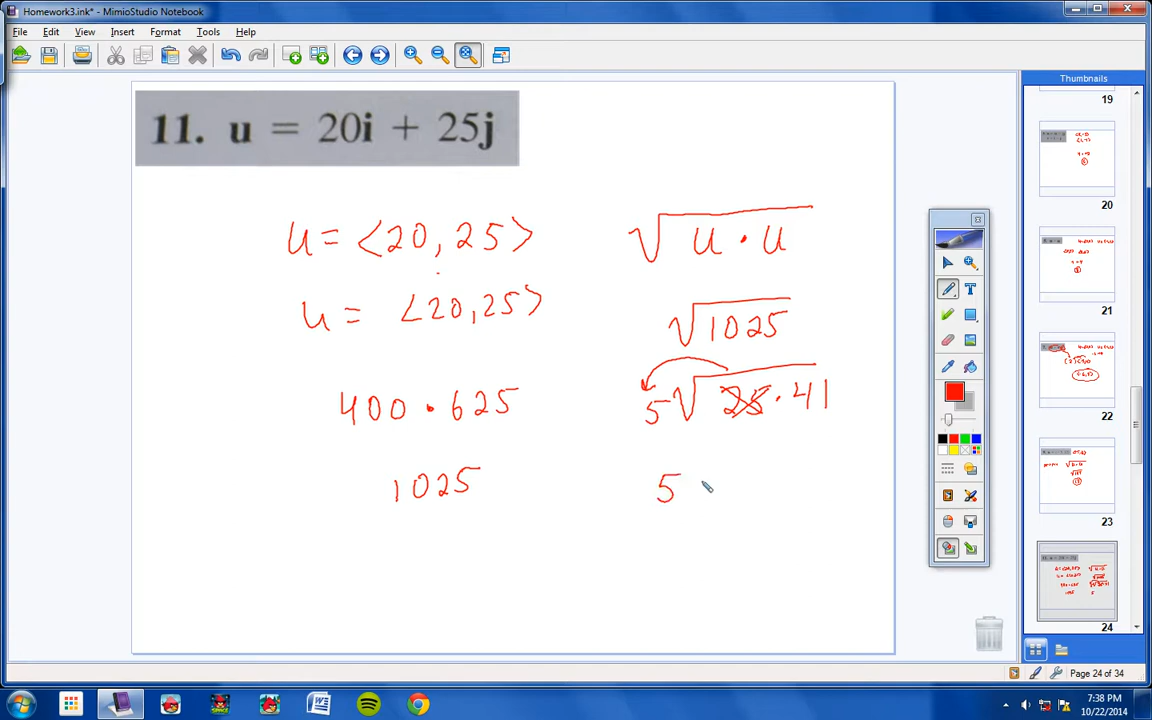 Homework3.ink* - MimioStudio Notebook
File Edit View Insert Format Tools Help
Thumbnails
11. u = 20i + 25j
u = <20, 25>
u = <20, 25>
400 · 625
1025
√u · u
√1025
5√25 · 41
5
19
20
21
22
23
24
Page 24 of 34
7:38 PM
10/22/2014